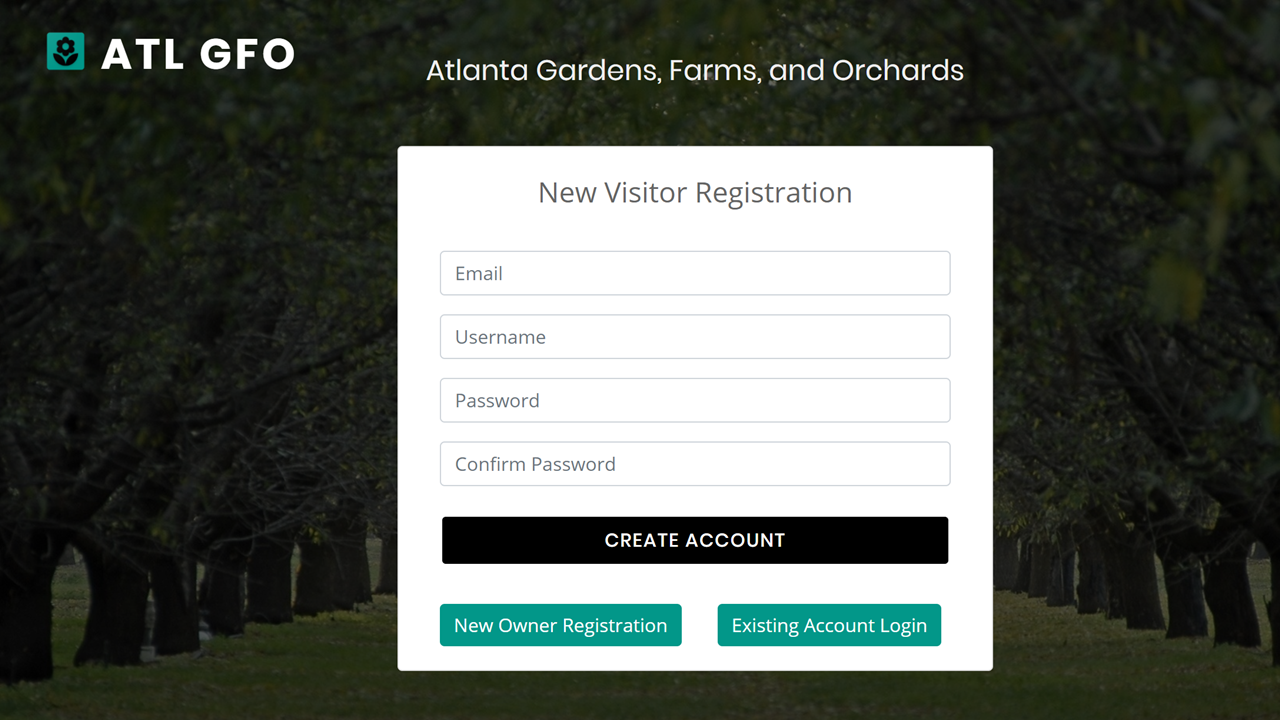 ATL GFO
Atlanta Gardens, Farms, and Orchards
New Visitor Registration
Email
Username
Password
Confirm Password
CREATE ACCOUNT
New Owner Registration
Existing Account Login